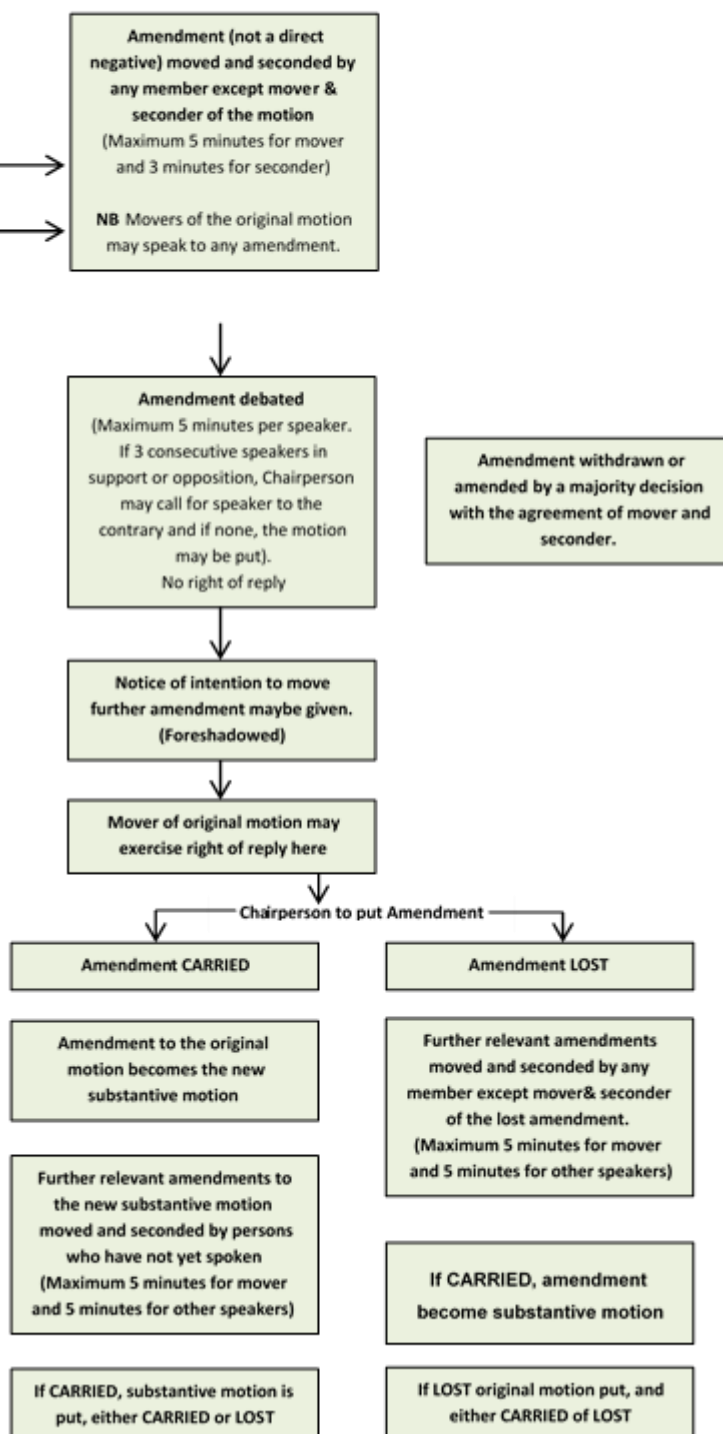 Amendment (not a direct
negative) moved and seconded by
any member except mover &
seconder of the motion
(Maximum 5 minutes for mover
and 3 minutes for seconder)
NB Movers of the original motion
may speak to any amendment.
Amendment debated
(Maximum 5 minutes per speaker.
If 3 consecutive speakers in
support or opposition, Chairperson
may call for speaker to the
contrary and if none, the motion
may be put).
No right of reply
Amendment withdrawn or
amended by a majority decision
with the agreement of mover and
seconder.
Notice of intention to move
further amendment maybe given.
(Foreshadowed)
Mover of original motion may
exercise right of reply here
Chairperson to put Amendment
Amendment CARRIED
Amendment to the original
motion becomes the new
substantive motion
Further relevant amendments to
the new substantive motion
moved and seconded by persons
who have not yet spoken
(Maximum 5 minutes for mover
and 5 minutes for other speakers)
If CARRIED, substantive motion is
put, either CARRIED or LOST
Amendment LOST
Further relevant amendments
moved and seconded by any
member except mover& seconder
of the lost amendment.
(Maximum 5 minutes for mover
and 5 minutes for other speakers)
If CARRIED, amendment
become substantive motion
If LOST original motion put, and
either CARRIED of LOST